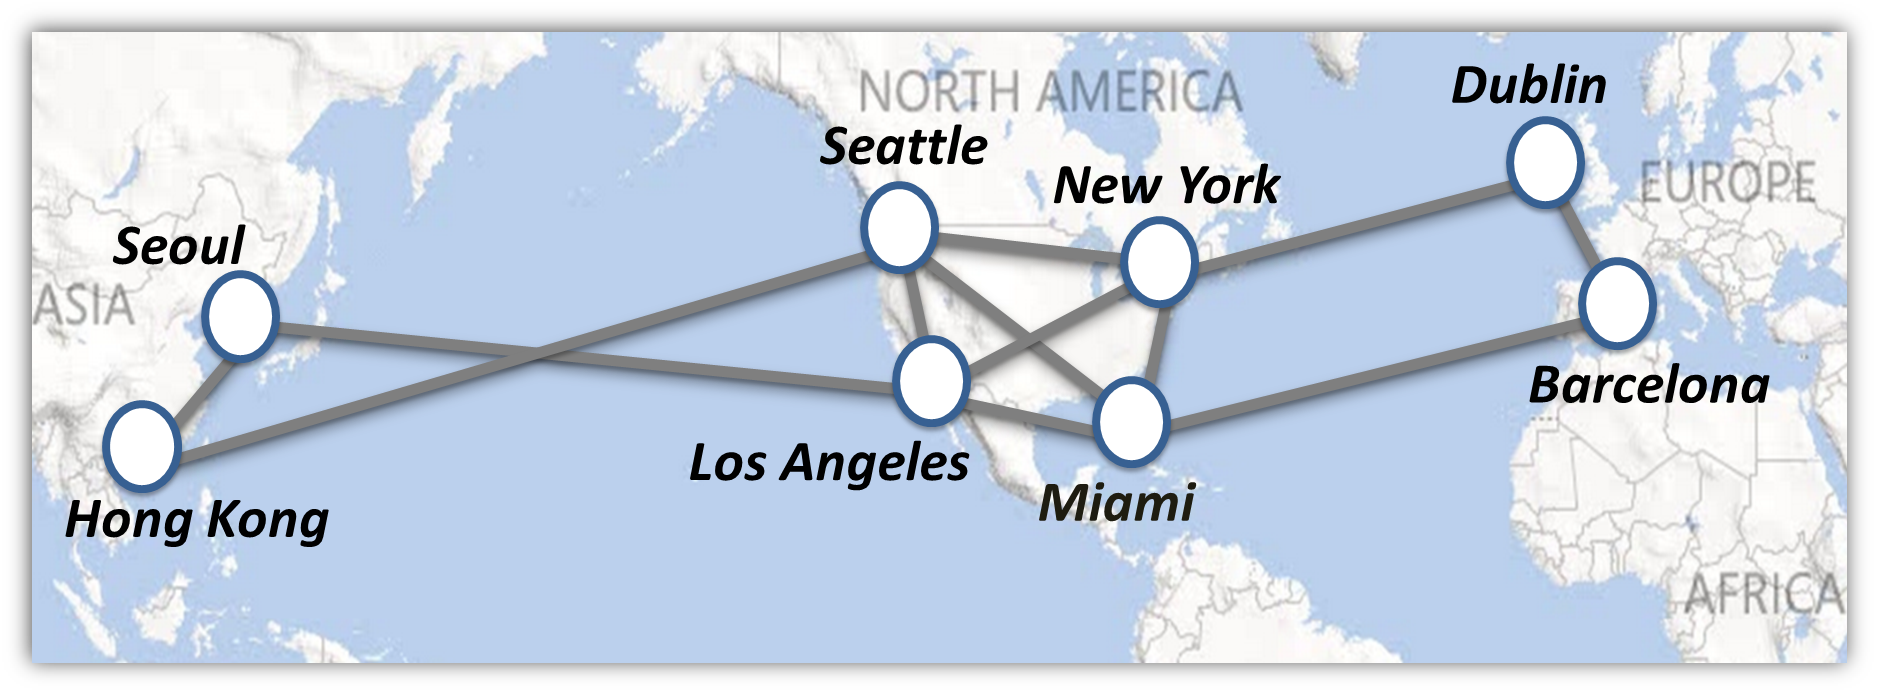 NORTH AMERICA
Dublin
Seattle
New York
EUROPE
Seoul
ASIA
Barcelona
Los Angeles
Miami
Hong Kong
AFRICA